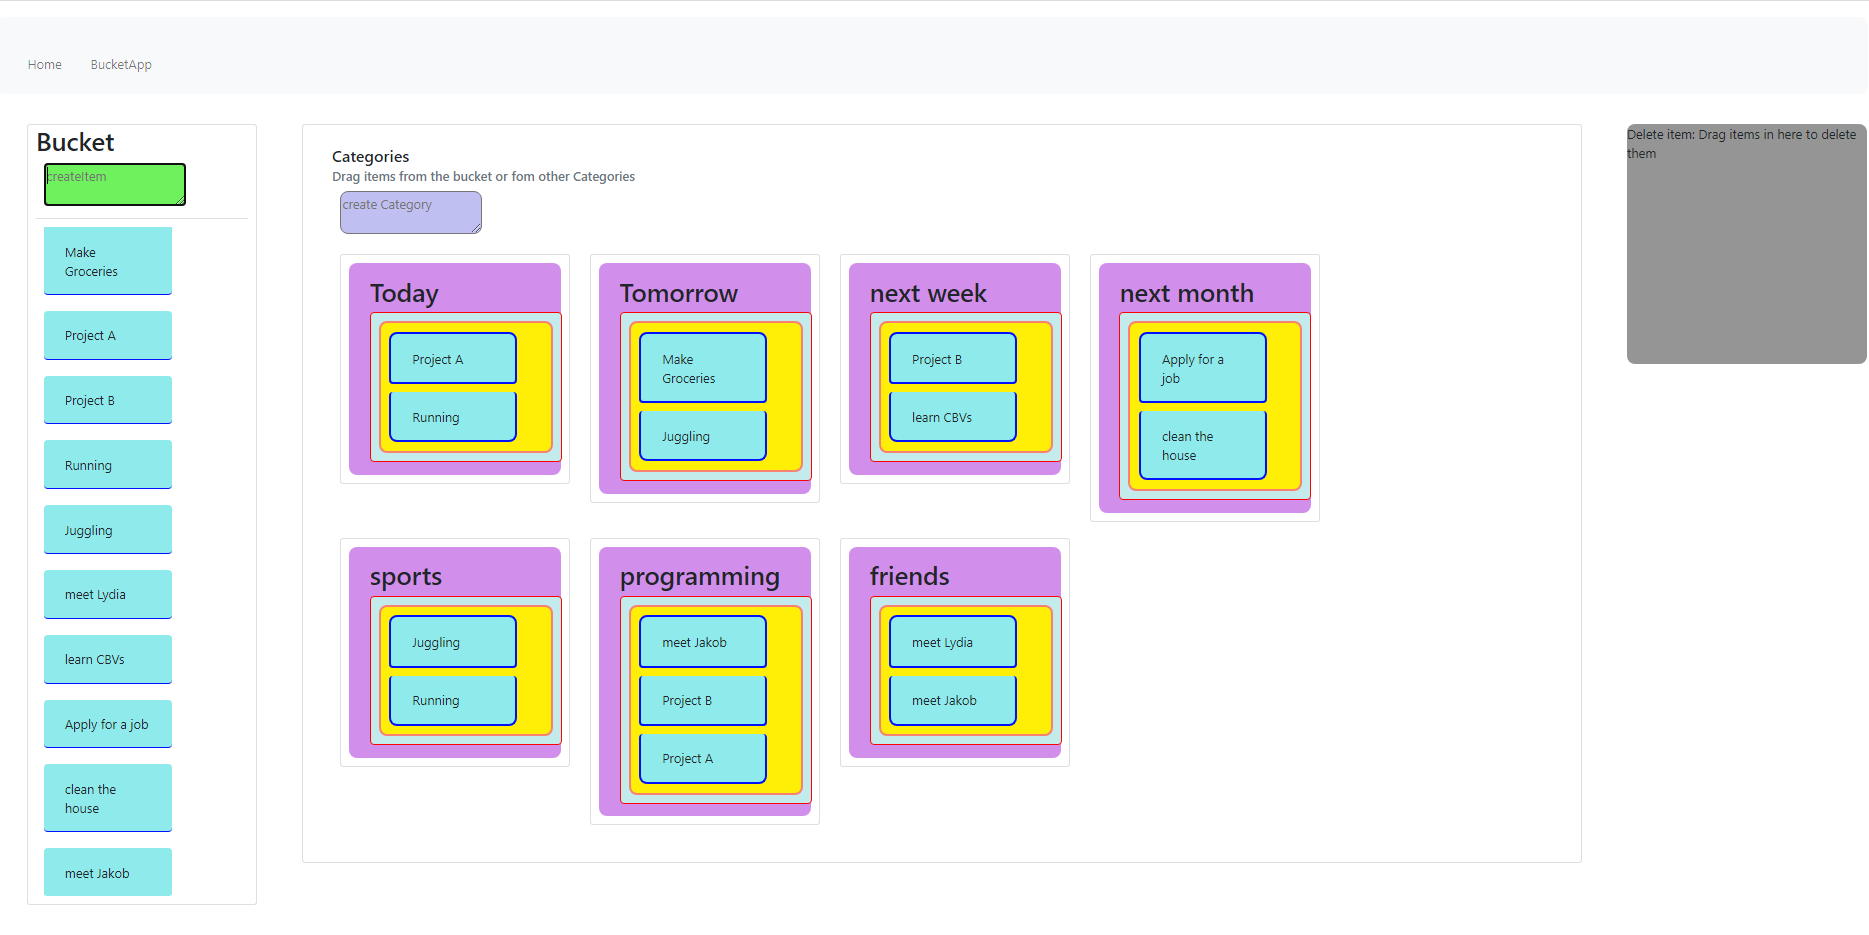 Home BucketApp
Bucket
createItem
Make
Groceries
Project A
Project B
Running
Juggling
meet Lydia
learn CBVs
Apply for a job
clean the
house
meet Jakob
Categories
Drag items from the bucket or fom other Categories
create Category
Today
Project A
Running
Tomorrow
Make
Groceries
Juggling
next week
Project B
learn CBVs
next month
Apply for a
job
clean the
house
sports
Juggling
Running
programming
meet Jakob
Project B
Project A
friends
meet Lydia
meet Jakob
Delete item: Drag items in here to delete
them